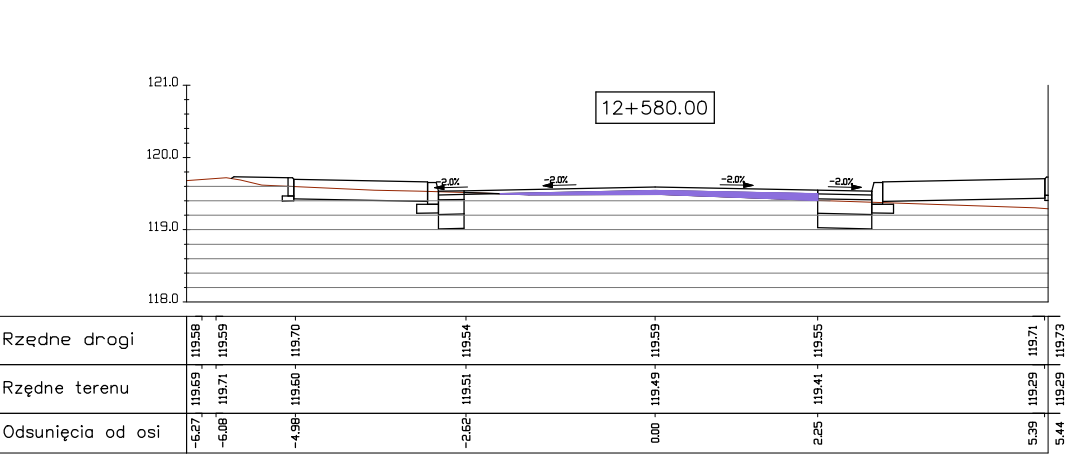 121.0
12+580.00
120.0
-2.0% -2.0% -2.0% -2.0%
119.0
118.0
Rzędne drogi 119.58 119.59 119.70 119.54 119.59 119.55 119.71 119.73
Rzędne terenu 119.69 119.71 119.60 119.51 119.49 119.41 119.29 119.29
Odsunięcia od osi -6.27 -6.08 -4.98 -2.62 0.00 2.25 5.39 5.44